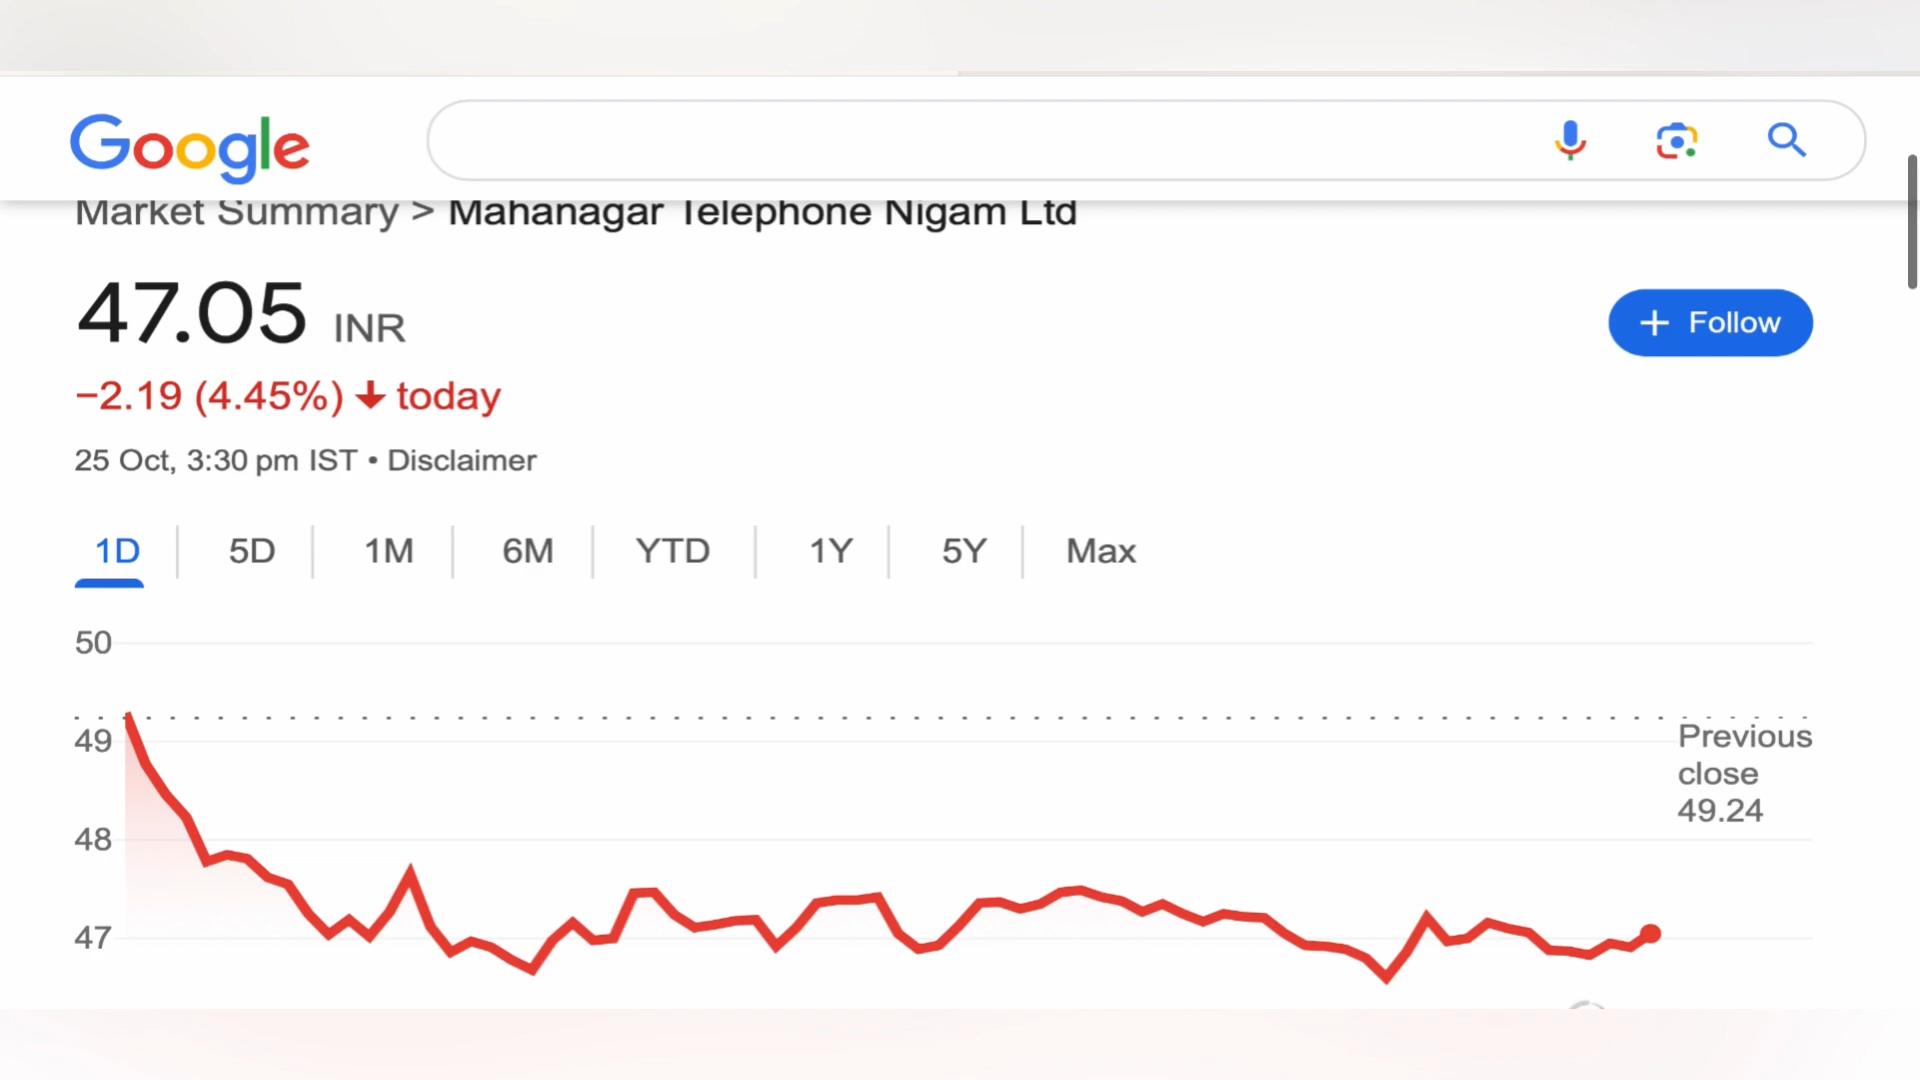 Google
Market Summary > Mahanagar Telephone Nigam Ltd
47.05 INR
+ Follow
−2.19 (4.45%) ↓ today
25 Oct, 3:30 pm IST • Disclaimer
1D 5D 1M 6M YTD 1Y 5Y Max
50
49
48
47
Previous
close
49.24